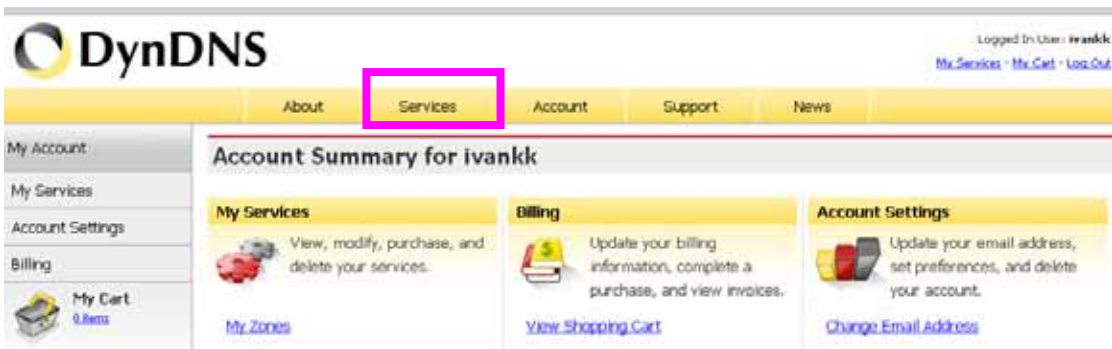 DynDNS
Logged In User: ivankk
My Services - My Cart - Log Out
About Services Account Support News
My Account
My Services
Account Settings
Billing
My Cart
0 items
Account Summary for ivankk
My Services
View, modify, purchase, and
delete your services.
My Zones
Billing
Update your billing
information, complete a
purchase, and view invoices.
View Shopping Cart
Account Settings
Update your email address,
set preferences, and delete
your account.
Change Email Address